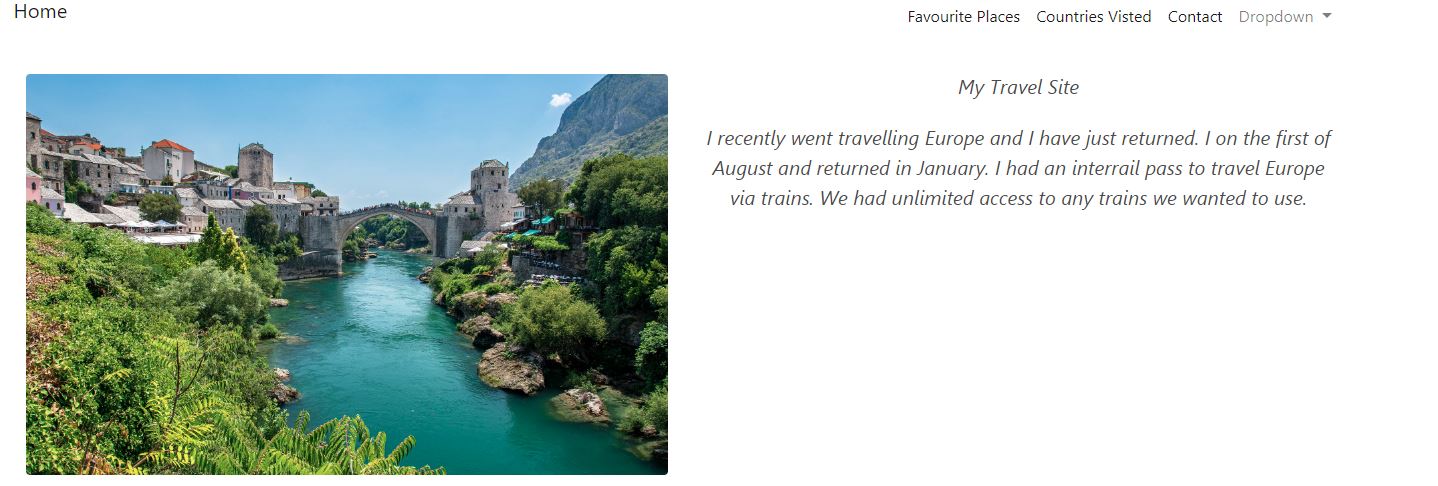 Home
Favourite Places Countries Visted Contact Dropdown
My Travel Site
I recently went travelling Europe and I have just returned. I on the first of
August and returned in January. I had an interrail pass to travel Europe
via trains. We had unlimited access to any trains we wanted to use.